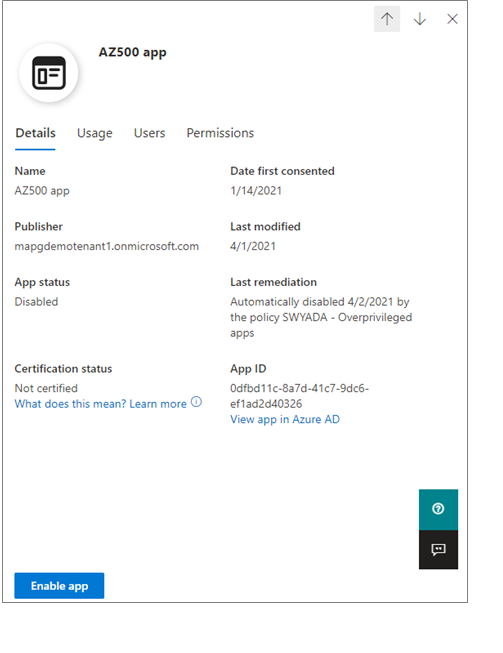 AZ500 app
Details Usage Users Permissions
Name
AZ500 app
Date first consented
1/14/2021
Publisher
mapgdemotenant1.onmicrosoft.com
Last modified
4/1/2021
App status
Disabled
Last remediation
Automatically disabled 4/2/2021 by
the policy SWYADA - Overprivileged
apps
Certification status
Not certified
What does this mean? Learn more
App ID
0dfbd11c-8a7d-41c7-9dc6-
ef1ad2d40326
View app in Azure AD
Enable app